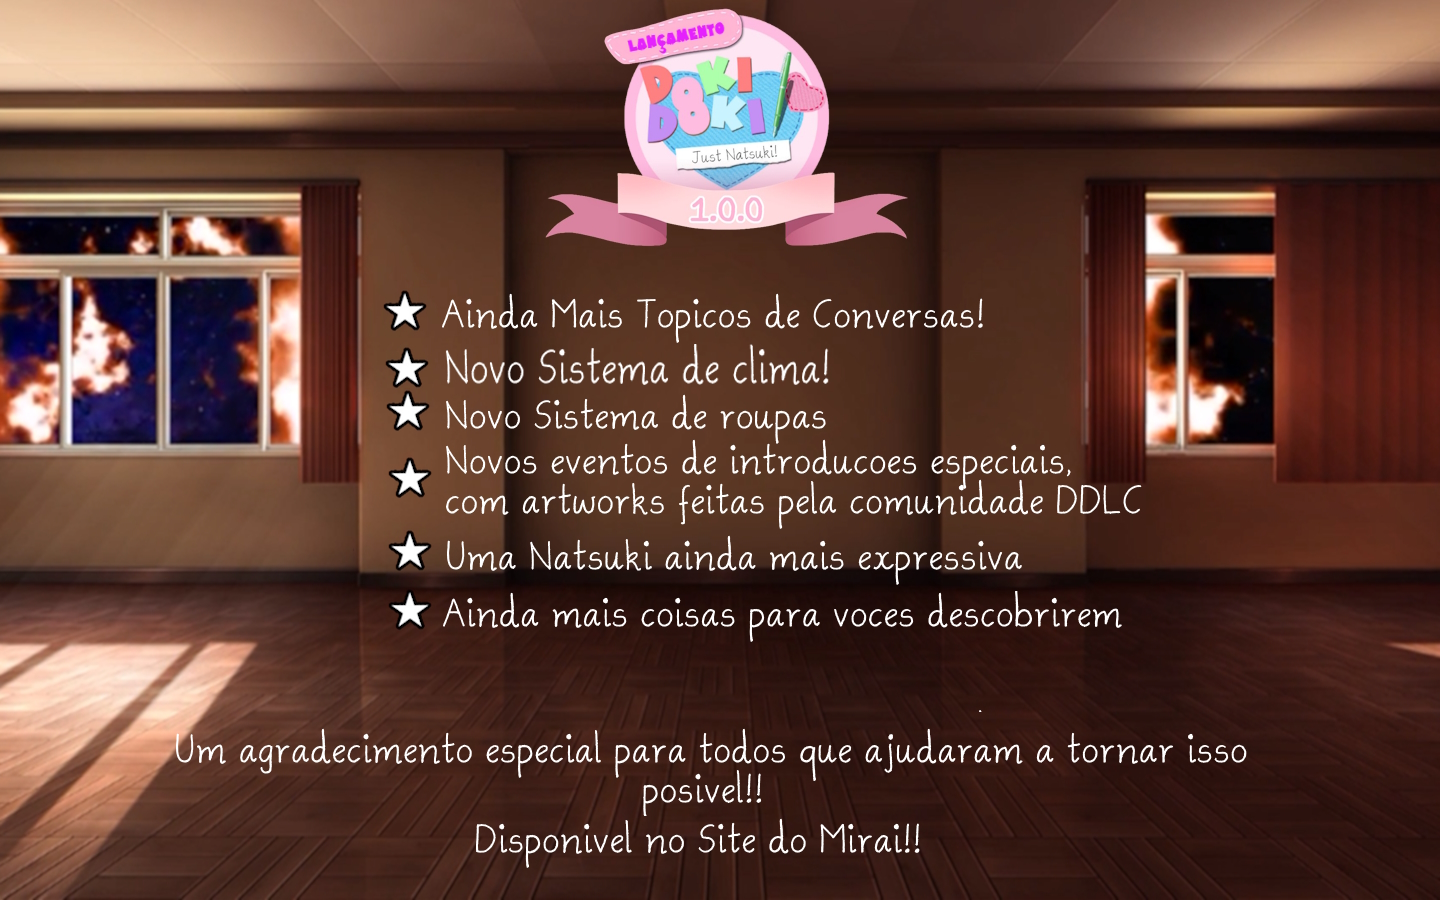 LANÇAMENTO
DOKI
DOKI
Just Natsuki!
1.0.0
Ainda Mais Topicos de Conversas!
Novo Sistema de clima!
Novo Sistema de roupas
Novos eventos de introducoes especiais,
com artworks feitas pela comunidade DDLC
Uma Natsuki ainda mais expressiva
Ainda mais coisas para voces descobrirem
Um agradecimento especial para todos que ajudaram a tornar isso
posivel!!
Disponivel no Site do Mirai!!